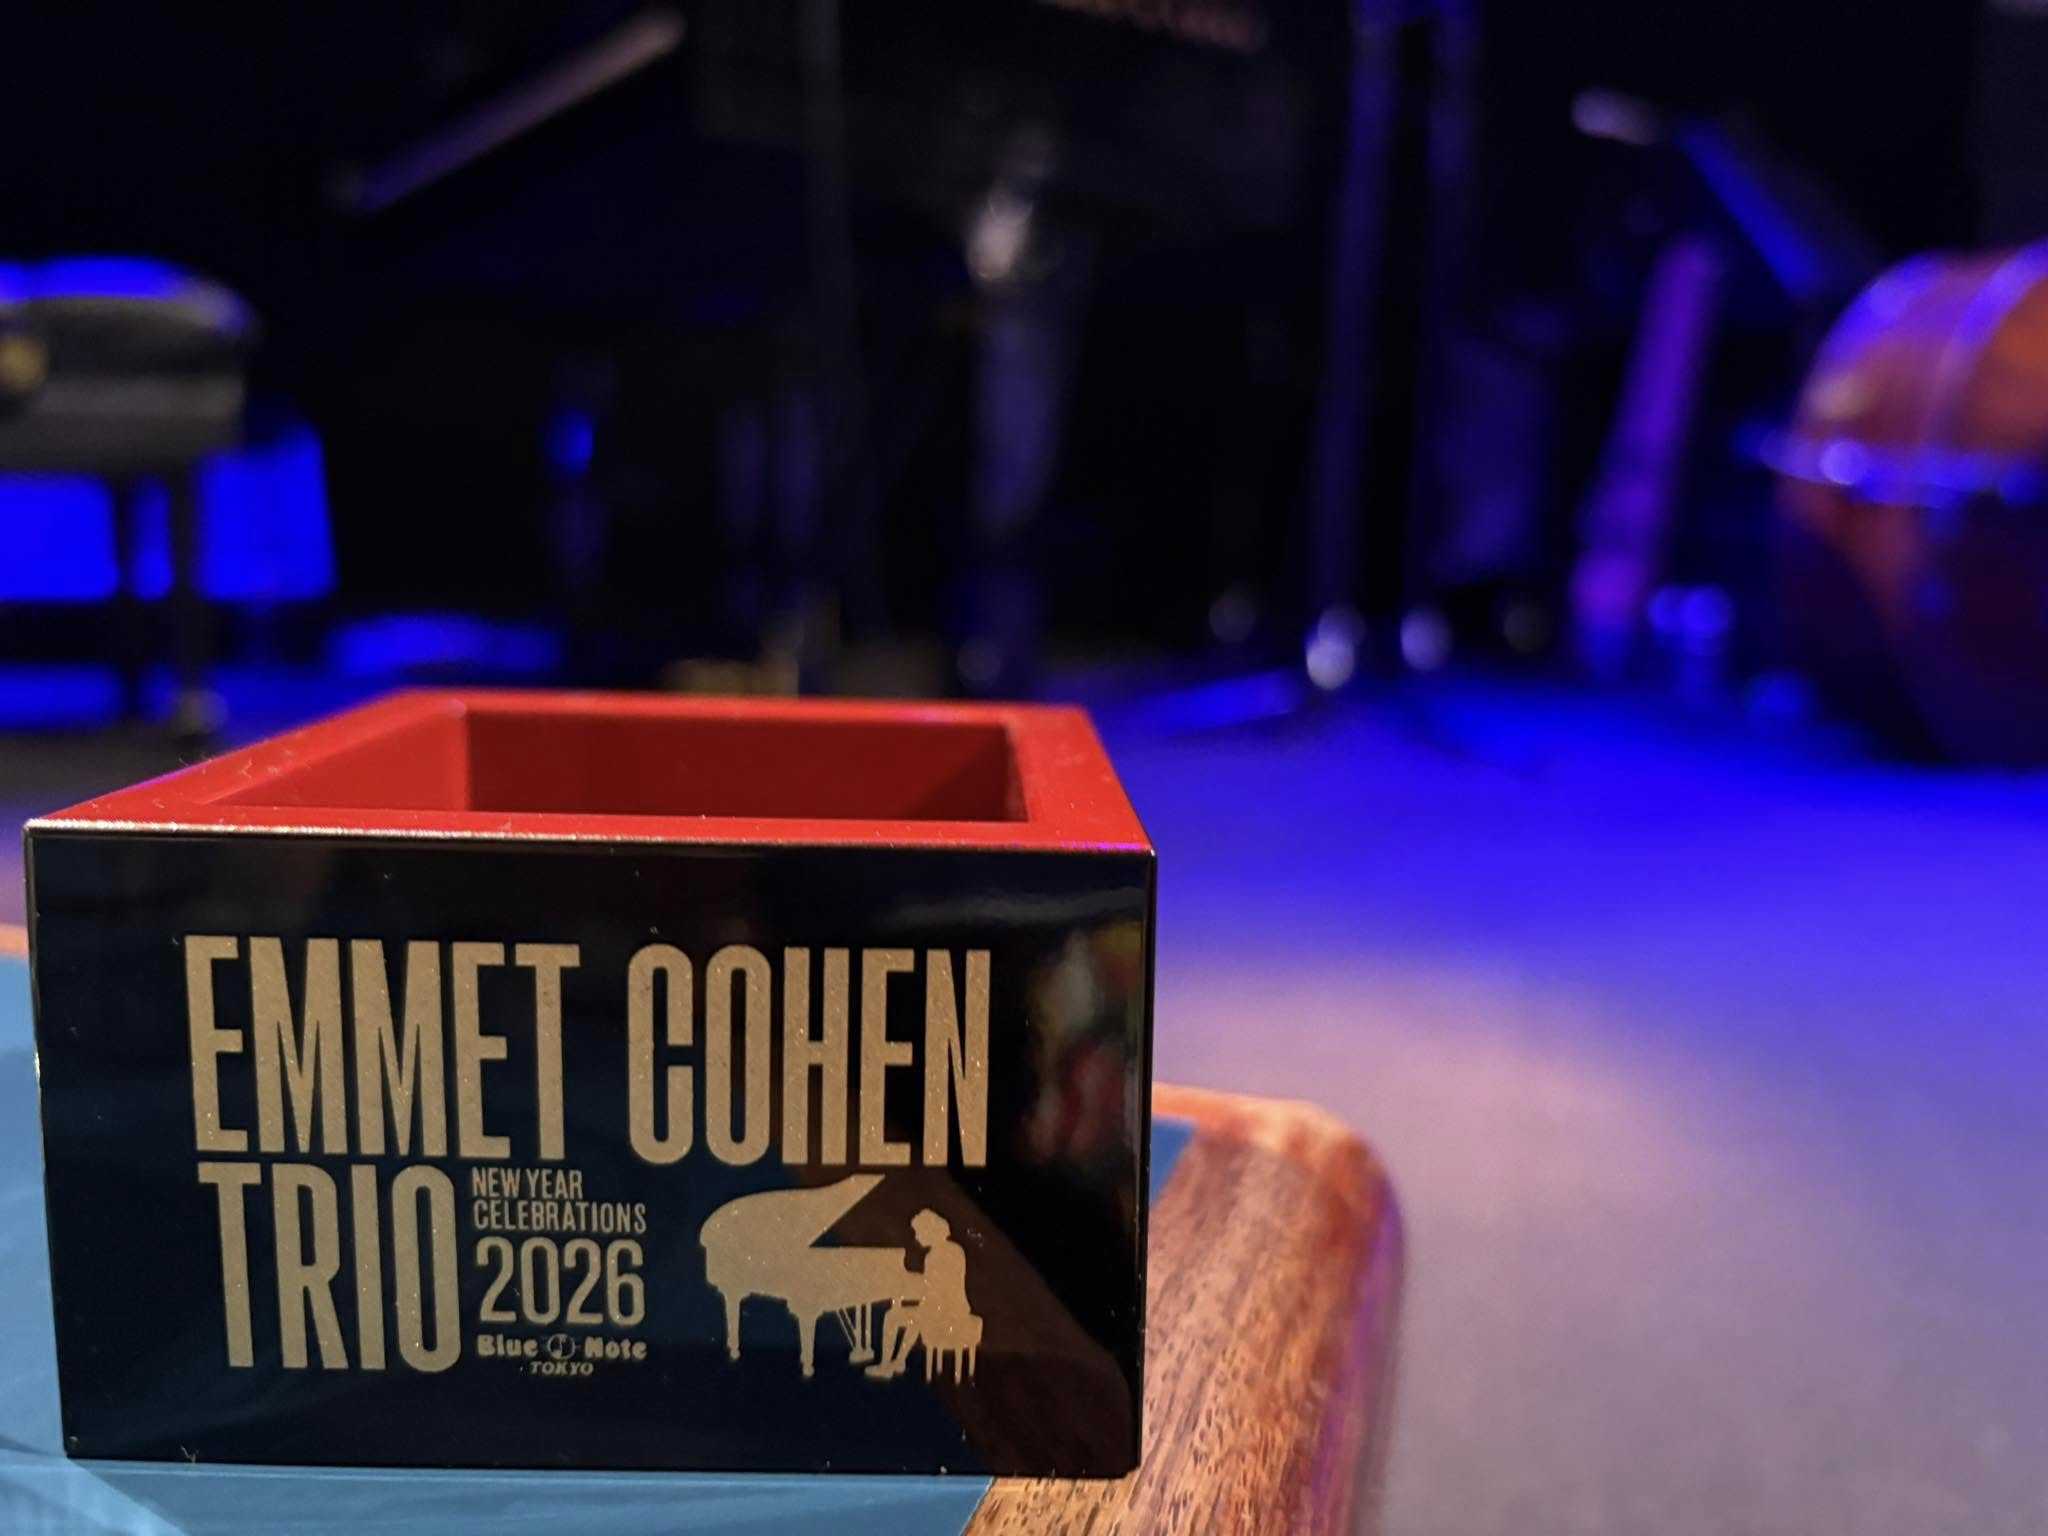 EMMET COHEN
TRIO
NEW YEAR
CELEBRATIONS
2026
Blue Note
TOKYO